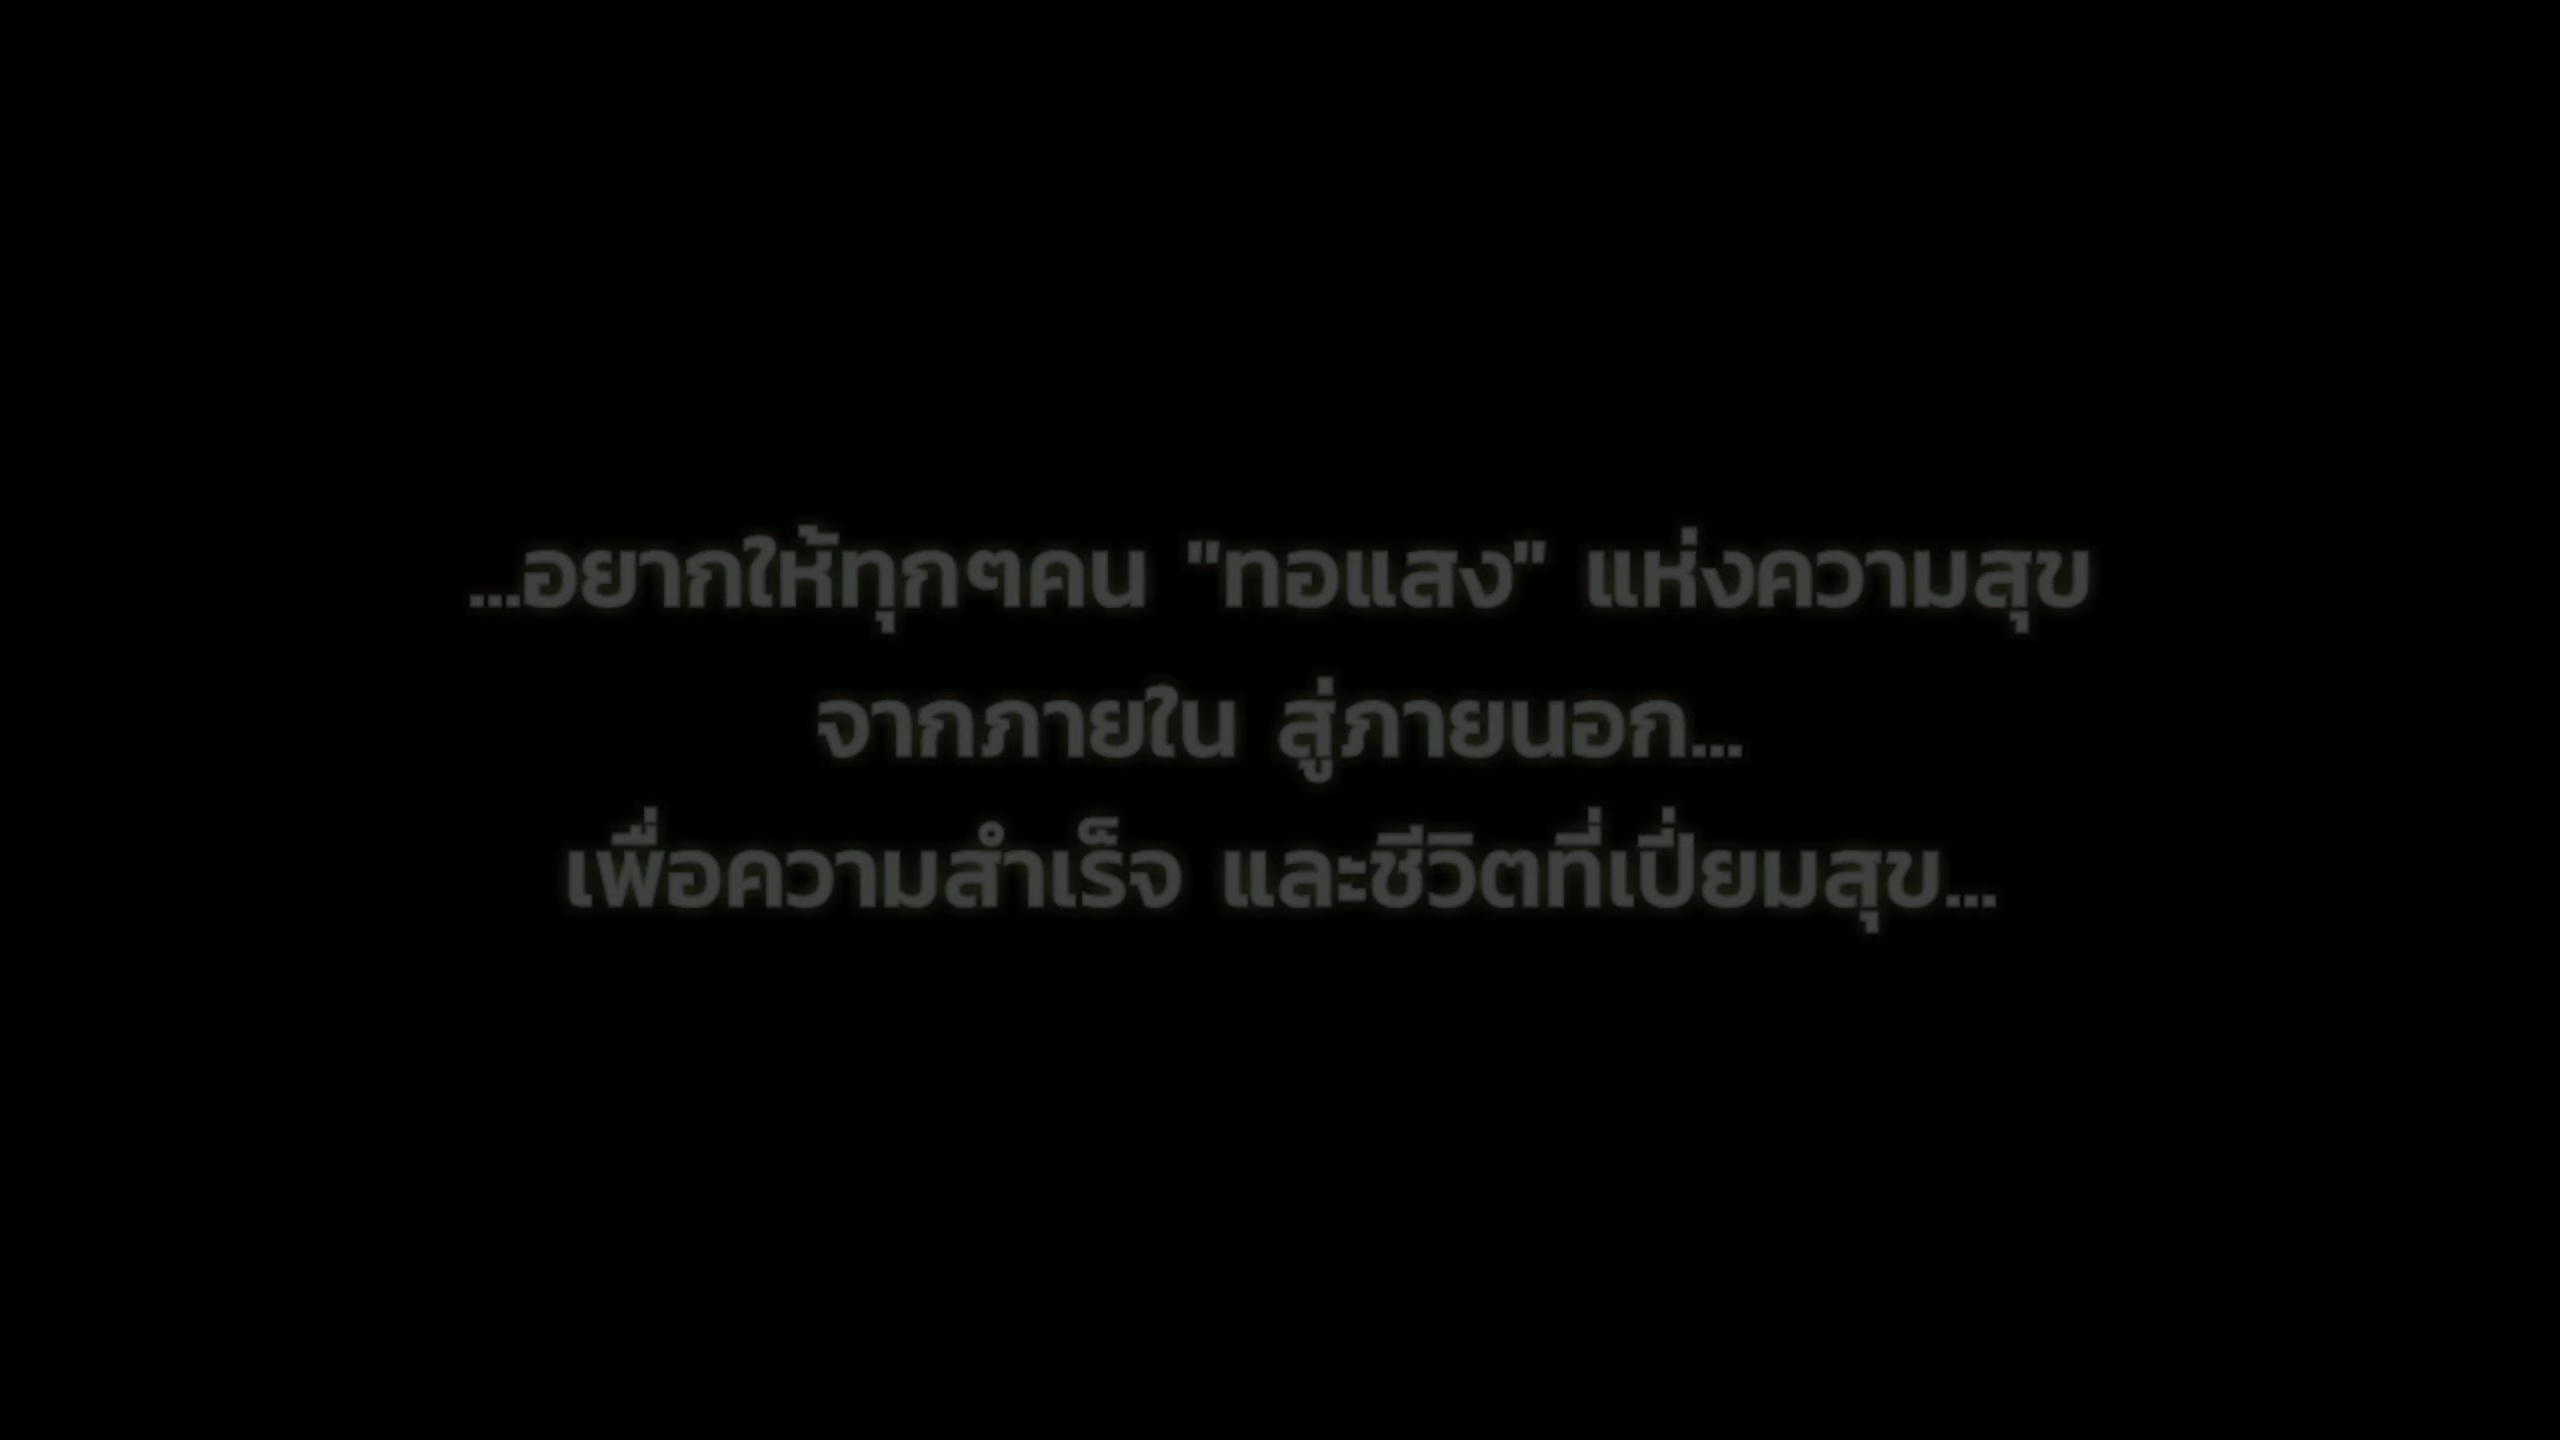 ...อยากให้ทุกๆคน "ทอแสง" แห่งความสุข
จากภายใน สู่ภายนอก...
เพื่อความสำเร็จ และชีวิตที่เปี่ยมสุข...